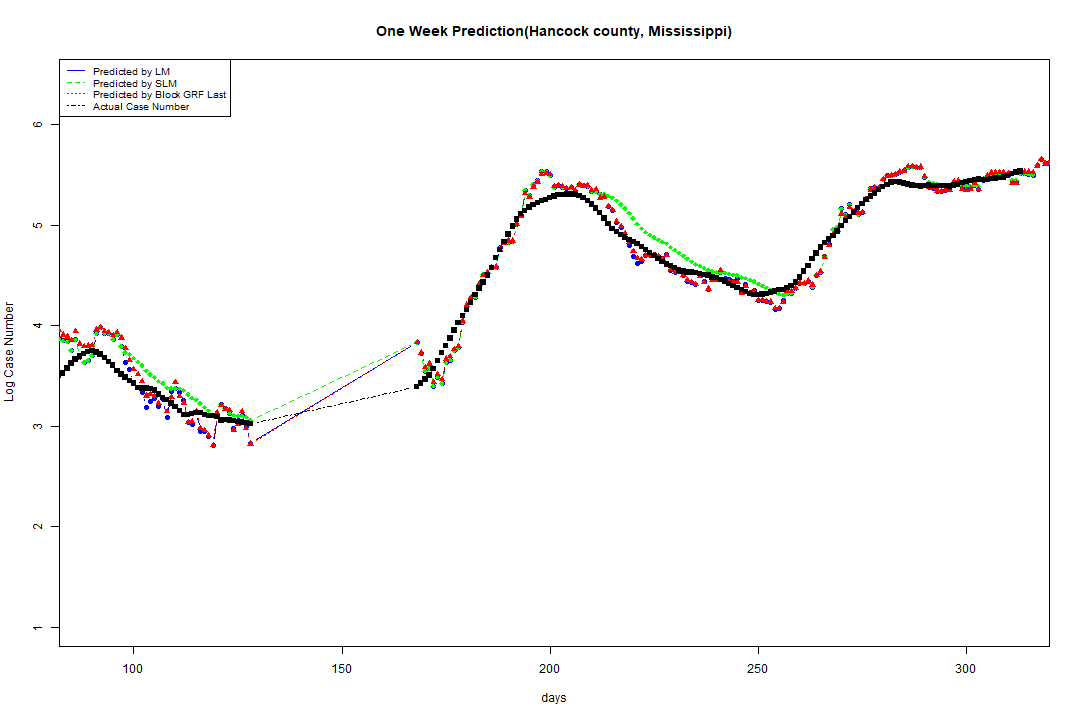 One Week Prediction(Hancock county, Mississippi)
Predicted by LM
Predicted by SLM
Predicted by Block GRF Last
Actual Case Number
6
5
4
3
2
1
Log Case Number
100 150 200 250 300
days